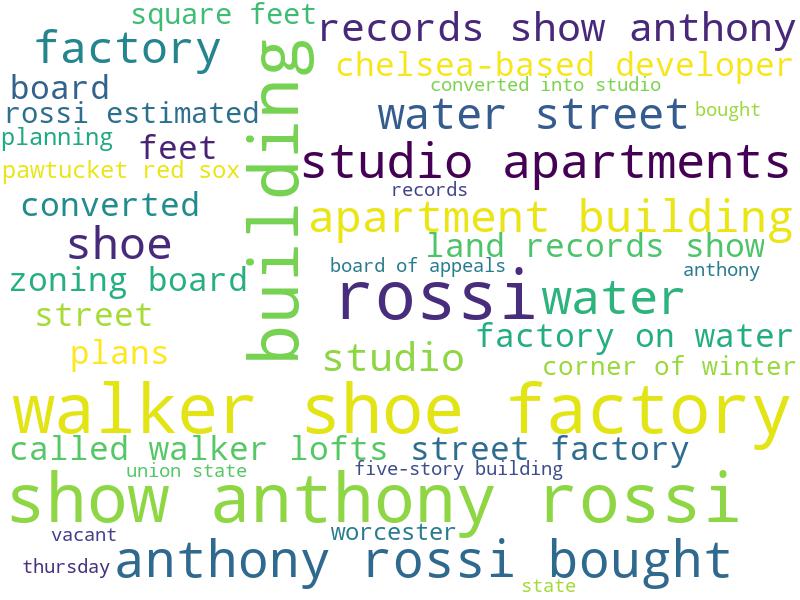 square feet
records show anthony
factory
chelsea-based developer
board
converted into studio
rossi estimated
water street
bought
planning
feet
building
studio apartments
pawtucket red sox
records
converted
apartment building
shoe
land records show
board of appeals
anthony
zoning board
rossi
water
street
factory on water
plans
studio
corner of winter
walker shoe factory
called walker lofts
street factory
union state
five-story building
show anthony rossi
vacant
worcester
thursday
anthony rossi bought
state